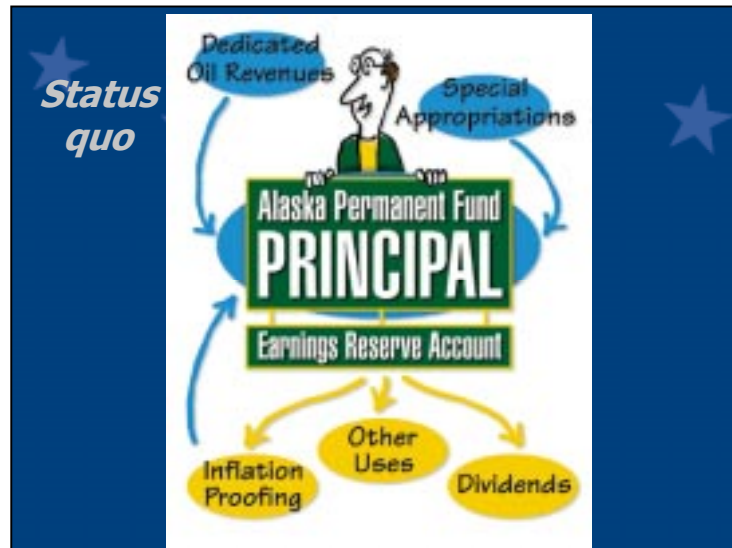 Status
quo
Dedicated
Oil Revenues
Special
Appropriations
Alaska Permanent Fund
PRINCIPAL
Earnings Reserve Account
Inflation
Proofing
Other
Uses
Dividends